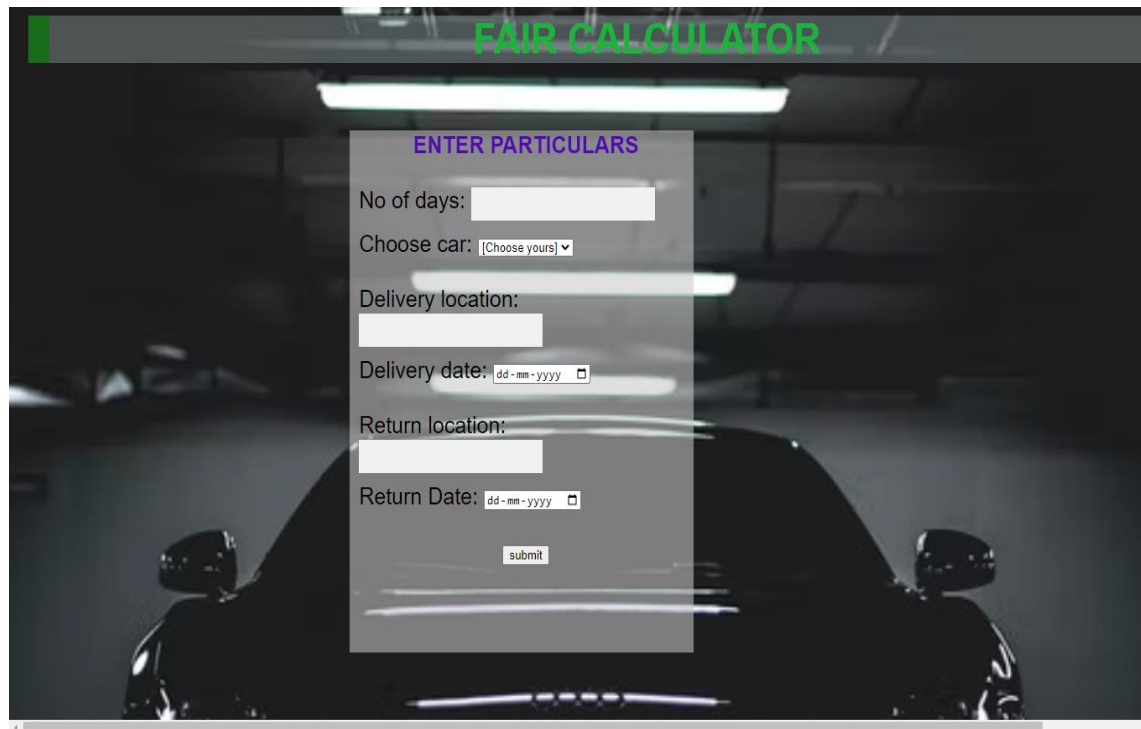 FAIR CALCULATOR
ENTER PARTICULARS
No of days:
Choose car: [Choose yours]
Delivery location:
Delivery date: dd-mm-yyyy
Return location:
Return Date: dd-mm-yyyy
submit